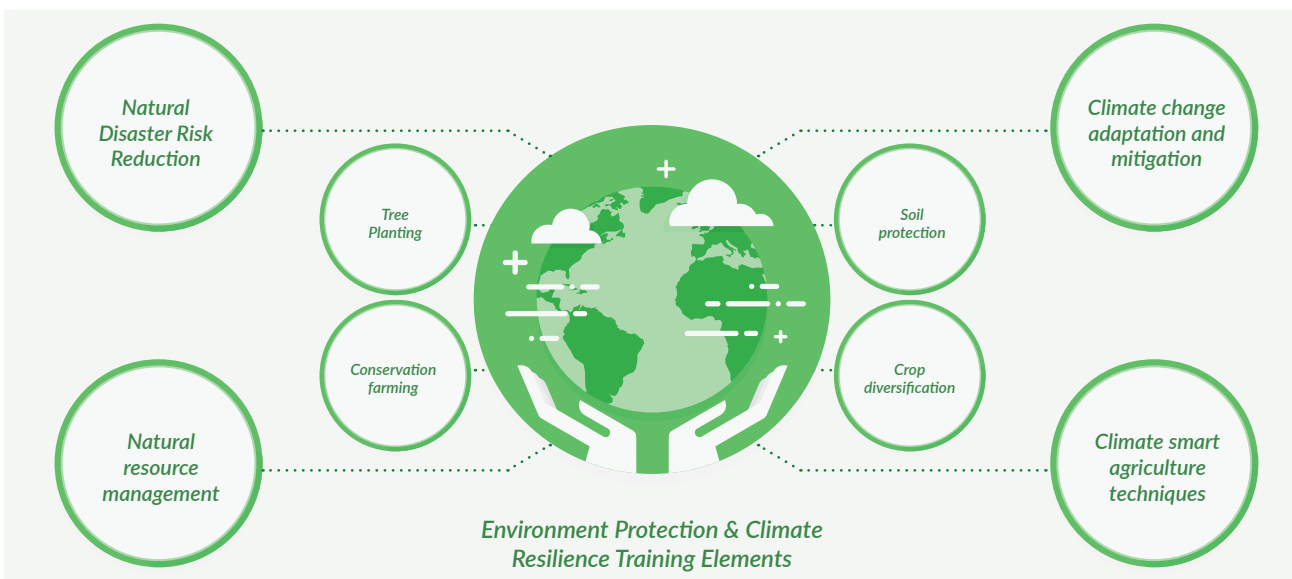 Natural
Disaster Risk
Reduction
Climate change
adaptation and
mitigation
Tree
Planting
Soil
protection
Conservation
farming
Crop
diversification
Natural
resource
management
Climate smart
agriculture
techniques
Environment Protection & Climate
Resilience Training Elements